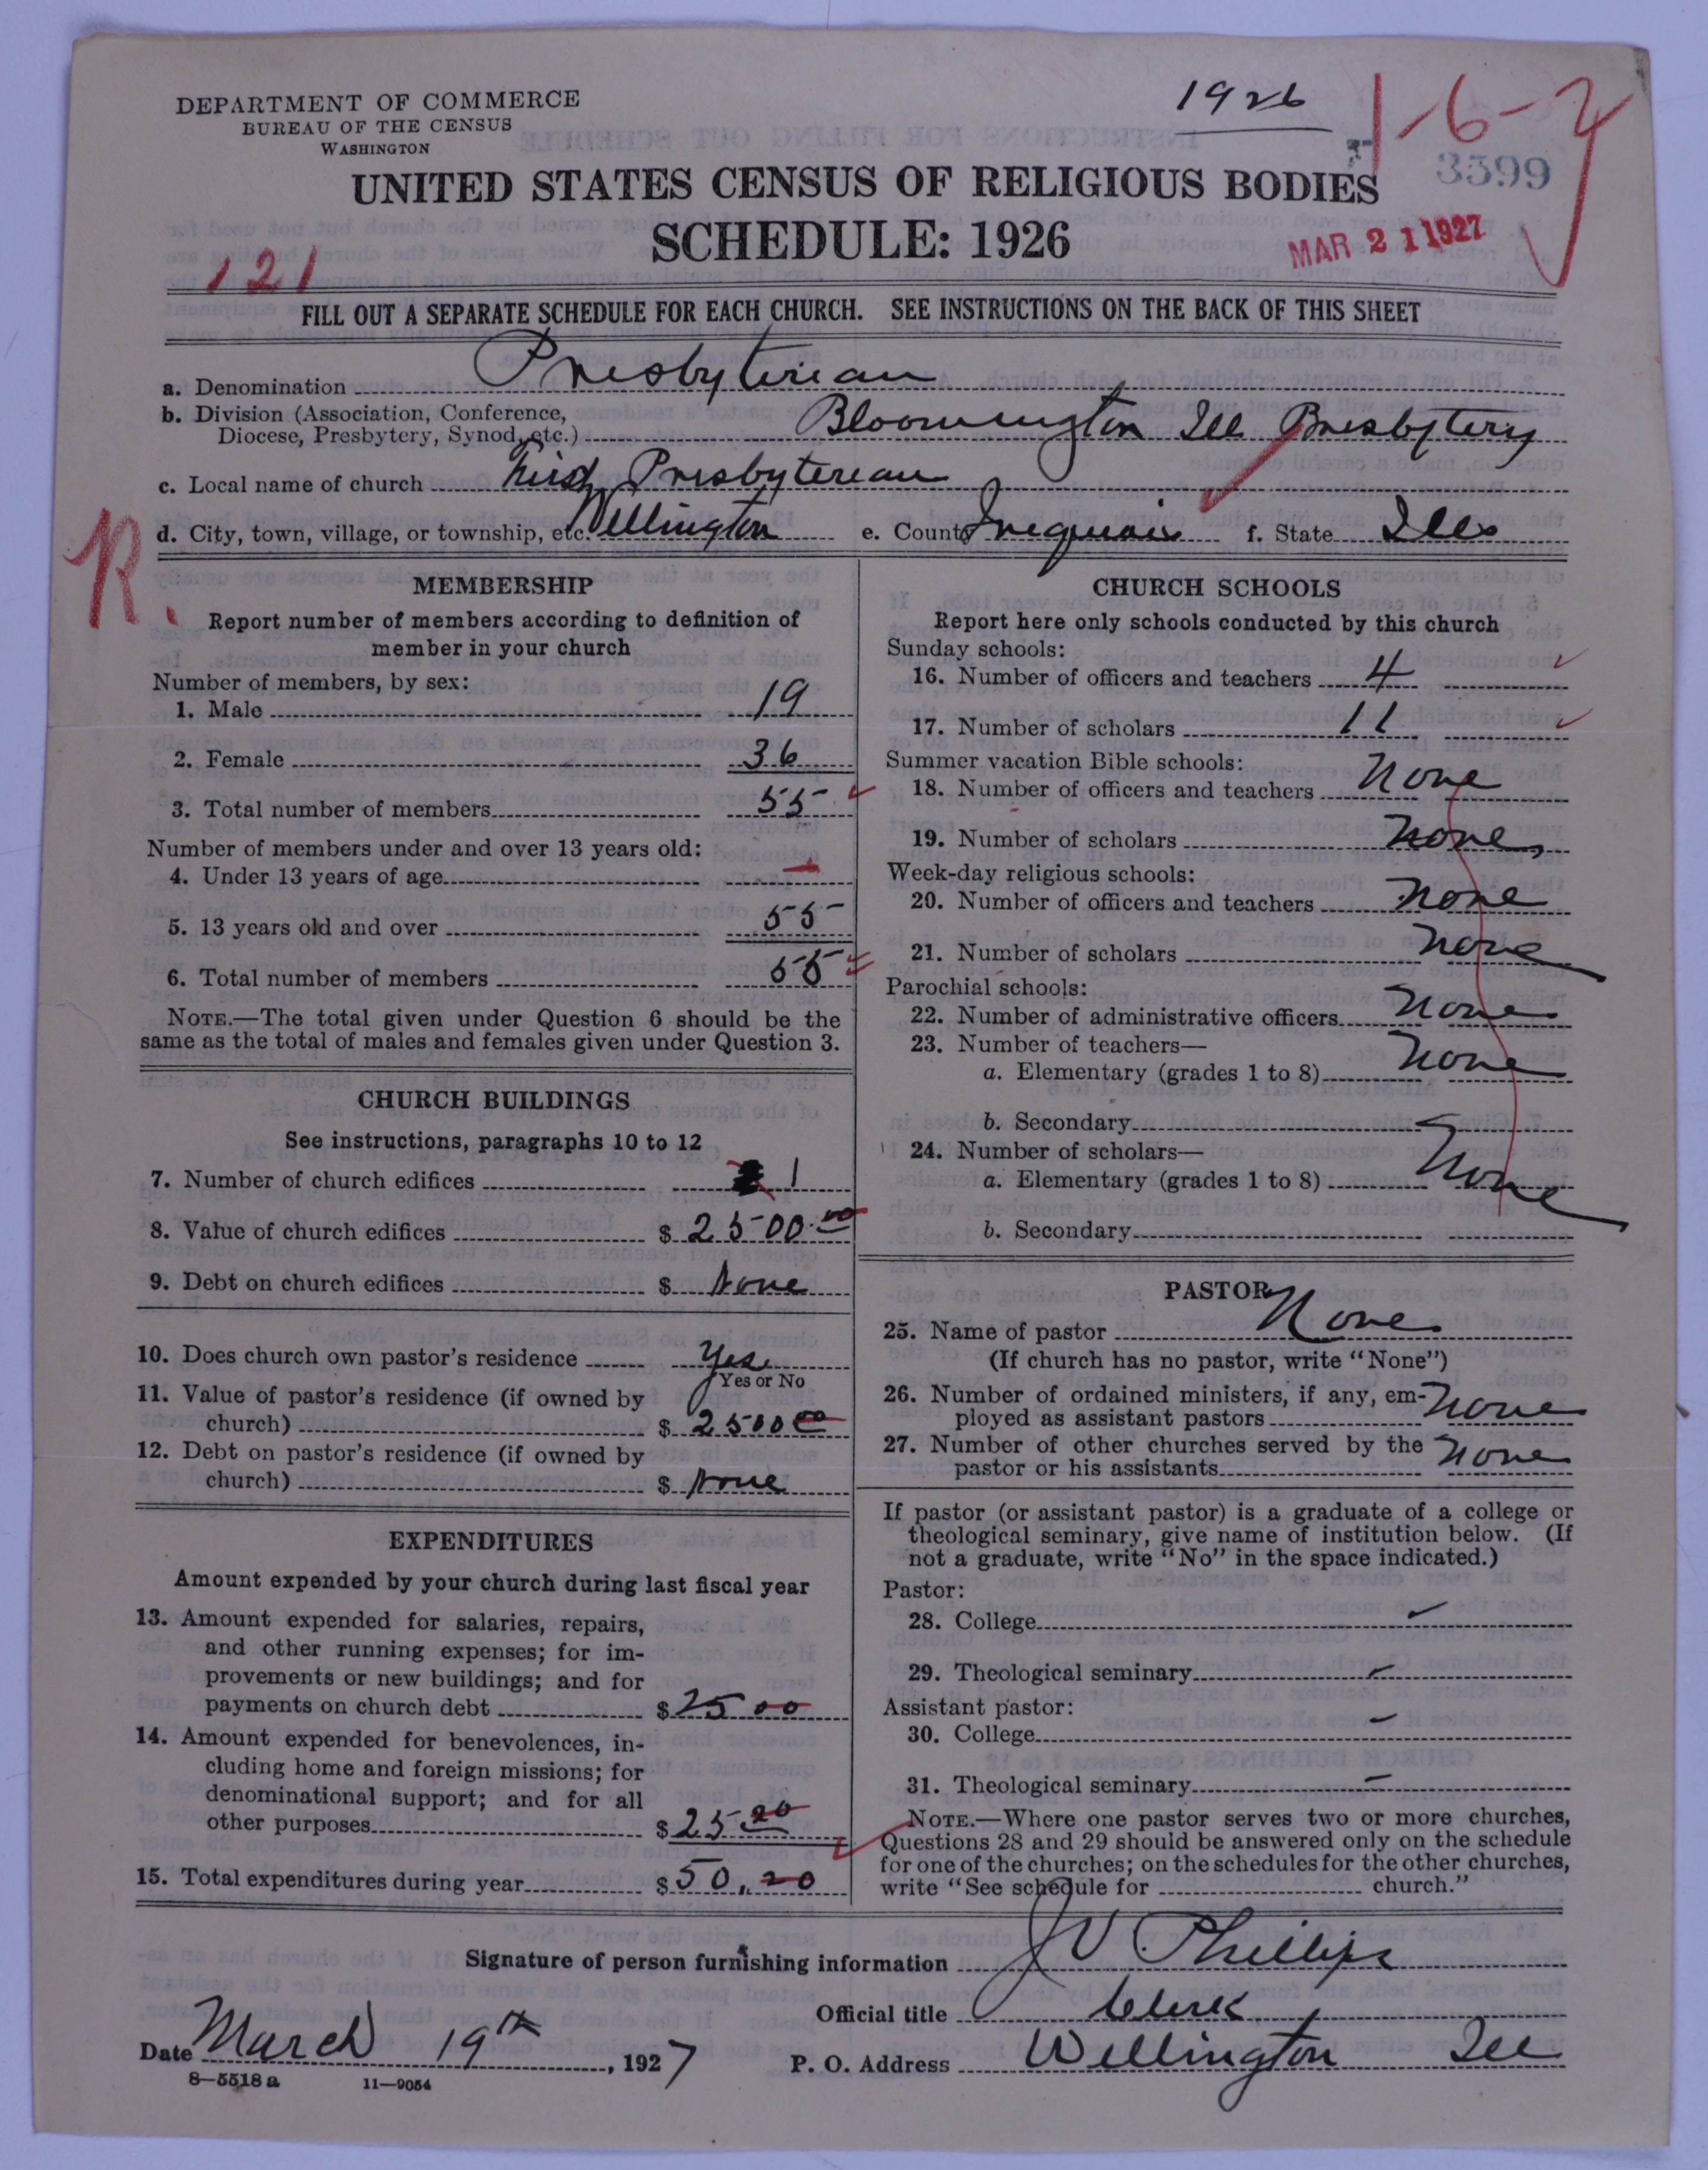 1926
1-6-2
DEPARTMENT OF COMMERCE
BUREAU OF THE CENSUS
WASHINGTON
3599
UNITED STATES CENSUS OF RELIGIOUS BODIES
SCHEDULE: 1926
MAR 21 1927
121
FILL OUT A SEPARATE SCHEDULE FOR EACH CHURCH. SEE INSTRUCTIONS ON THE BACK OF THIS SHEET
a. Denomination Presbyterian
b. Division (Association, Conference,
Diocese, Presbytery, Synod, etc.) Bloomington Ill Presbytery
c. Local name of church First Presbyterean
d. City, town, village, or township, etc. Wellington e. County f. State Ills
R.
MEMBERSHIP
Report number of members according to definition of
member in your church
Number of members, by sex:
1. Male 19
2. Female 36
3. Total number of members 55
Number of members under and over 13 years old:
4. Under 13 years of age
5. 13 years old and over 55
6. Total number of members 55
NOTE.—The total given under Question 6 should be the
same as the total of males and females given under Question 3.
CHURCH BUILDINGS
See instructions, paragraphs 10 to 12
7. Number of church edifices 1
8. Value of church edifices $ 2500.00
9. Debt on church edifices $ None
10. Does church own pastor's residence Yes
Yes or No
11. Value of pastor's residence (if owned by
church) $ 2500 00
12. Debt on pastor's residence (if owned by
church) $ None
EXPENDITURES
Amount expended by your church during last fiscal year
13. Amount expended for salaries, repairs,
and other running expenses; for im-
provements or new buildings; and for
payments on church debt $ 25 00
14. Amount expended for benevolences, in-
cluding home and foreign missions; for
denominational support; and for all
other purposes $ 25 20
15. Total expenditures during year $ 50.20
CHURCH SCHOOLS
Report here only schools conducted by this church
Sunday schools:
16. Number of officers and teachers 4
17. Number of scholars 11
Summer vacation Bible schools:
18. Number of officers and teachers None
19. Number of scholars None
Week-day religious schools:
20. Number of officers and teachers None
21. Number of scholars None
Parochial schools:
22. Number of administrative officers None
23. Number of teachers—
a. Elementary (grades 1 to 8) None
b. Secondary
24. Number of scholars—
a. Elementary (grades 1 to 8) None
b. Secondary
PASTOR
25. Name of pastor None
(If church has no pastor, write "None")
26. Number of ordained ministers, if any, em-
ployed as assistant pastors None
27. Number of other churches served by the
pastor or his assistants None
If pastor (or assistant pastor) is a graduate of a college or
theological seminary, give name of institution below. (If
not a graduate, write "No" in the space indicated.)
Pastor:
28. College
29. Theological seminary
Assistant pastor:
30. College
31. Theological seminary
NOTE.—Where one pastor serves two or more churches,
Questions 28 and 29 should be answered only on the schedule
for one of the churches; on the schedules for the other churches,
write "See schedule for church."
Signature of person furnishing information J V Phillips
Official title Clerk
Date March 19th, 1927 P. O. Address Wellington Ill
8—5518 a 11—9054